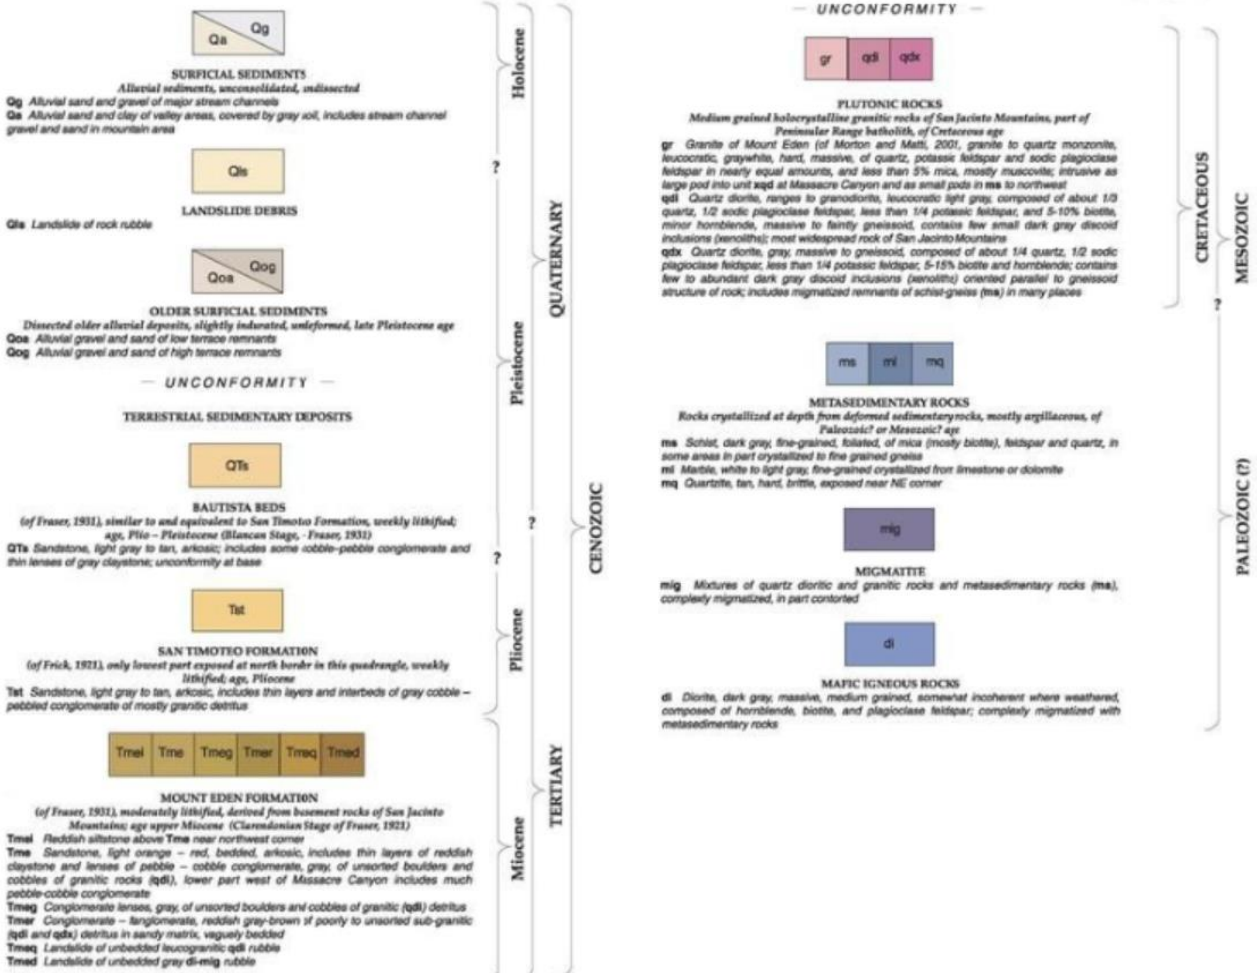 Qa
Qg
SURFICIAL SEDIMENTS
Alluvial sediments, unconsolidated, undissected
Qg Alluvial sand and gravel of major stream channels
Qa Alluvial sand and clay of valley areas, covered by gray soil, includes stream channel
gravel and sand in mountain area
Qls
LANDSLIDE DEBRIS
Qls Landslide of rock rubble
Qoa
Qog
OLDER SURFICIAL SEDIMENTS
Dissected older alluvial deposits, slightly indurated, undeformed, late Pleistocene age
Qoa Alluvial gravel and sand of low terrace remnants
Qog Alluvial gravel and sand of high terrace remnants
— UNCONFORMITY —
TERRESTRIAL SEDIMENTARY DEPOSITS
QTs
BAUTISTA BEDS
(of Fraser, 1931), similar to and equivalent to San Timoteo Formation, weekly lithified;
age, Plio – Pleistocene (Blancan Stage, - Fraser, 1931)
QTs Sandstone, light gray to tan, arkosic; includes some cobble-pebble conglomerate and
thin lenses of gray claystone; unconformity at base
Tst
SAN TIMOTEO FORMATION
(of Frick, 1921), only lowest part exposed at north bordr in this quadrangle, weakly
lithified; age, Pliocene
Tst Sandstone, light gray to tan, arkosic, includes thin layers and interbeds of gray cobble –
pebbled conglomerate of mostly granitic detritus
Tmel Tme Tmeg Tmer Tmsq Tmed
MOUNT EDEN FORMATION
(of Fraser, 1931), moderately lithified, derived from basement rocks of San Jacinto
Mountains; age upper Miocene (Clarendonian Stage of Fraser, 1921)
Tmel Reddish siltstone above Tme near northwest corner
Tme Sandstone, light orange – red, bedded, arkosic, includes thin layers of reddish
claystone and lenses of pebble – cobble conglomerate, gray, of unsorted boulders and
cobbles of granitic rocks (qdi), lower part west of Massacre Canyon includes much
pebble-cobble conglomerate
Tmeg Conglomerate lenses, gray, of unsorted boulders and cobbles of granitic (qdi) detritus
Tmer Conglomerate – fanglomerate, reddish gray-brown of poorly to unsorted sub-granitic
(qdi and qdx) detritus in sandy matrix, vaguely bedded
Tmeq Landslide of unbedded leucogranitic qdi rubble
Tmed Landslide of unbedded gray di-mig rubble
Holocene
?
Pleistocene
?
Pliocene
Miocene
QUATERNARY
?
TERTIARY
CENOZOIC
— UNCONFORMITY —
gr qdi qdx
PLUTONIC ROCKS
Medium grained holocrystalline granitic rocks of San Jacinto Mountains, part of
Peninsular Range batholith, of Cretaceous age
gr Granite of Mount Eden (of Morton and Matti, 2001, granite to quartz monzonite,
leucocratic, graywhite, hard, massive, of quartz, potassic feldspar and sodic plagioclase
feldspar in nearly equal amounts, and less than 5% mica, mostly muscovite; intrusive as
large pod into unit xqd at Massacre Canyon and as small pods in ms to northwest
qdi Quartz diorite, ranges to granodiorite, leucocratic light gray, composed of about 1/3
quartz, 1/2 sodic plagioclase feldspar, less than 1/4 potassic feldspar, and 5-10% biotite,
minor hornblende, massive to faintly gneissoid, contains few small dark gray discoid
inclusions (xenoliths); most widespread rock of San Jacinto Mountains
qdx Quartz diorite, gray, massive to gneissoid, composed of about 1/4 quartz, 1/2 sodic
plagioclase feldspar, less than 1/4 potassic feldspar, 5-15% biotite and hornblende; contains
few to abundant dark gray discoid inclusions (xenoliths) oriented parallel to gneissoid
structure of rock; includes migmatized remnants of schist-gneiss (ms) in many places
ms ml mq
METASEDIMENTARY ROCKS
Rocks crystallized at depth from deformed sedimentary rocks, mostly argillaceous, of
Paleozoic? or Mesozoic? age
ms Schist, dark gray, fine-grained, foliated, of mica (mostly biotite), feldspar and quartz, in
some areas in part crystallized to fine grained gneiss
ml Marble, white to light gray, fine-grained crystallized from limestone or dolomite
mq Quartzite, tan, hard, brittle, exposed near NE corner
mig
MIGMATITE
mig Mixtures of quartz dioritic and granitic rocks and metasedimentary rocks (ms),
complexly migmatized, in part contorted
di
MAFIC IGNEOUS ROCKS
di Diorite, dark gray, massive, medium grained, somewhat incoherent where weathered,
composed of hornblende, biotite, and plagioclase feldspar; complexly migmatized with
metasedimentary rocks
CRETACEOUS
MESOZOIC
?
PALEOZOIC (?)